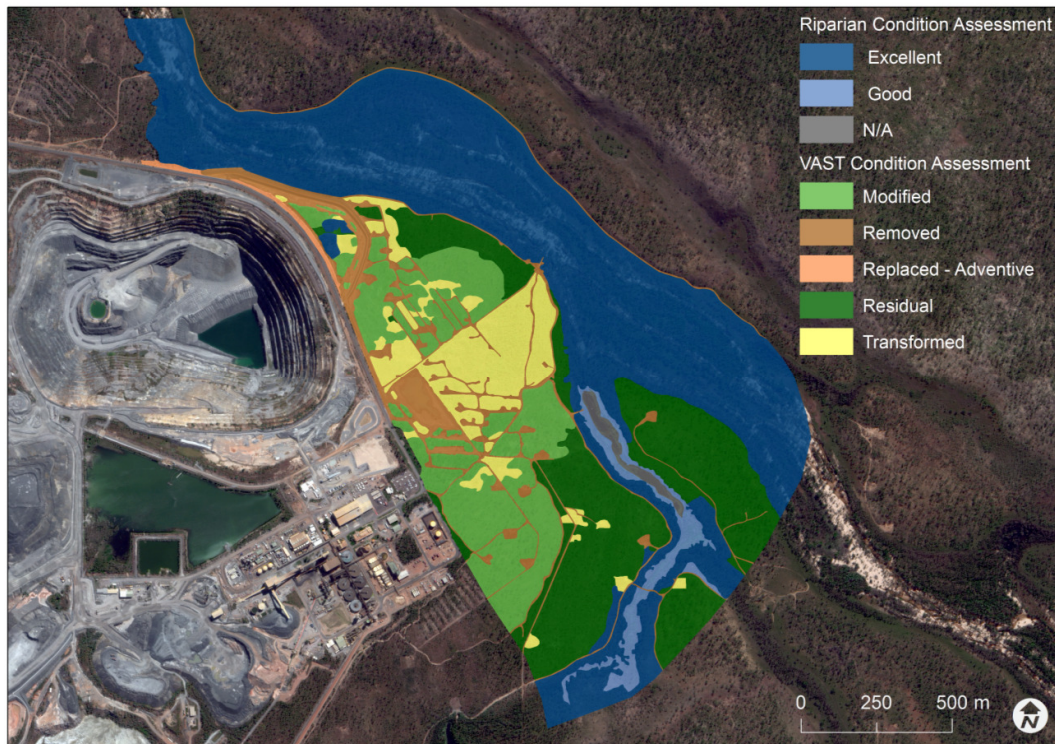 Riparian Condition Assessment
Excellent
Good
N/A
VAST Condition Assessment
Modified
Removed
Replaced - Adventive
Residual
Transformed
0 250 500 m
N